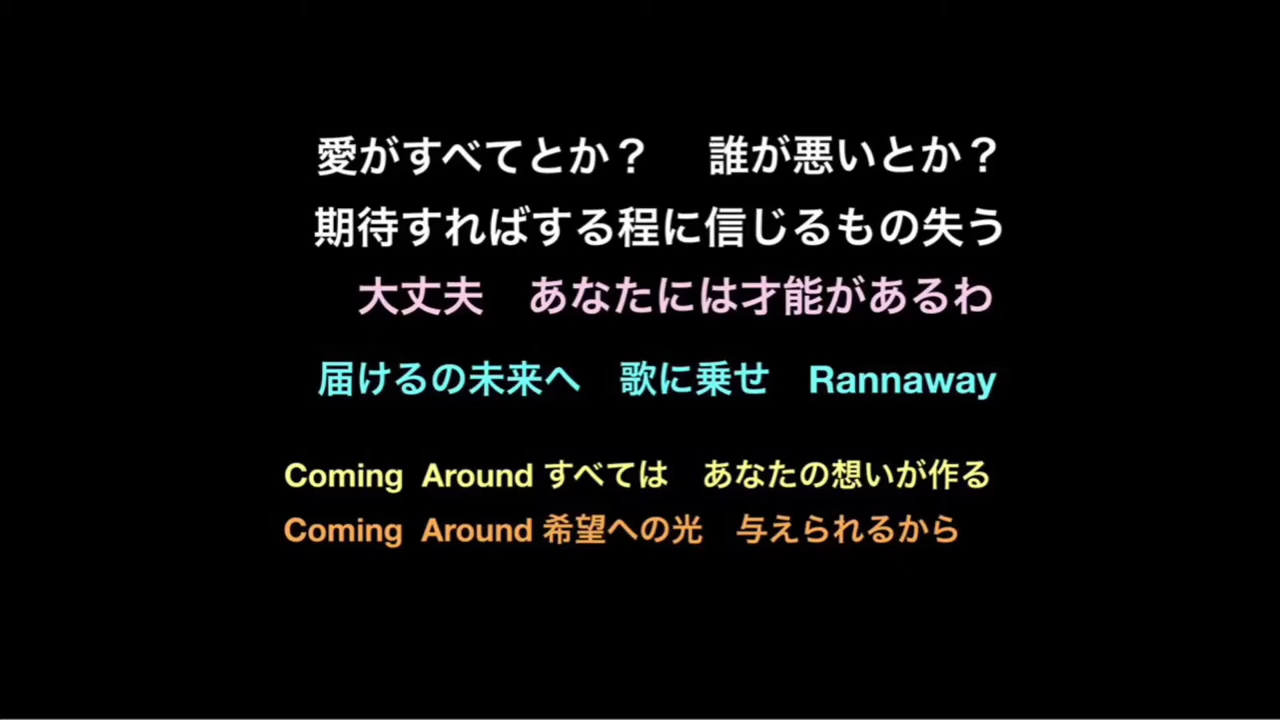 愛がすべてとか？　誰が悪いとか？
期待すればする程に信じるもの失う
大丈夫　あなたには才能があるわ
届けるの未来へ　歌に乗せ　Rannaway
Coming Around すべては　あなたの想いが作る
Coming Around 希望への光　与えられるから